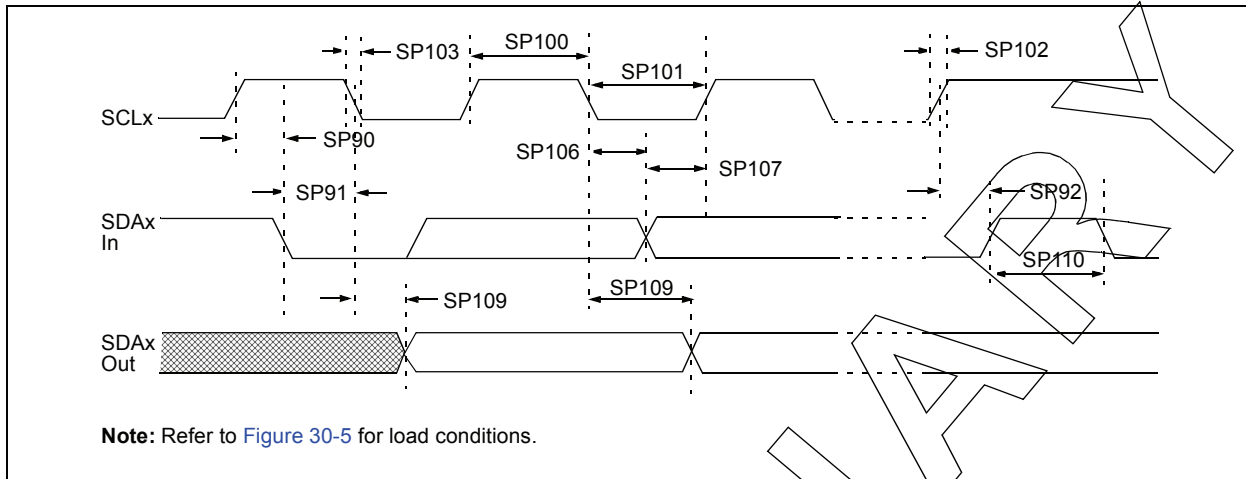 SP103
SP100
SP102
SP101
SCLx
SP90
SP106
SP107
SP91
SP92
SDAx
In
SP110
SP109
SP109
SDAx
Out
Note: Refer to Figure 30-5 for load conditions.
Y
R
A